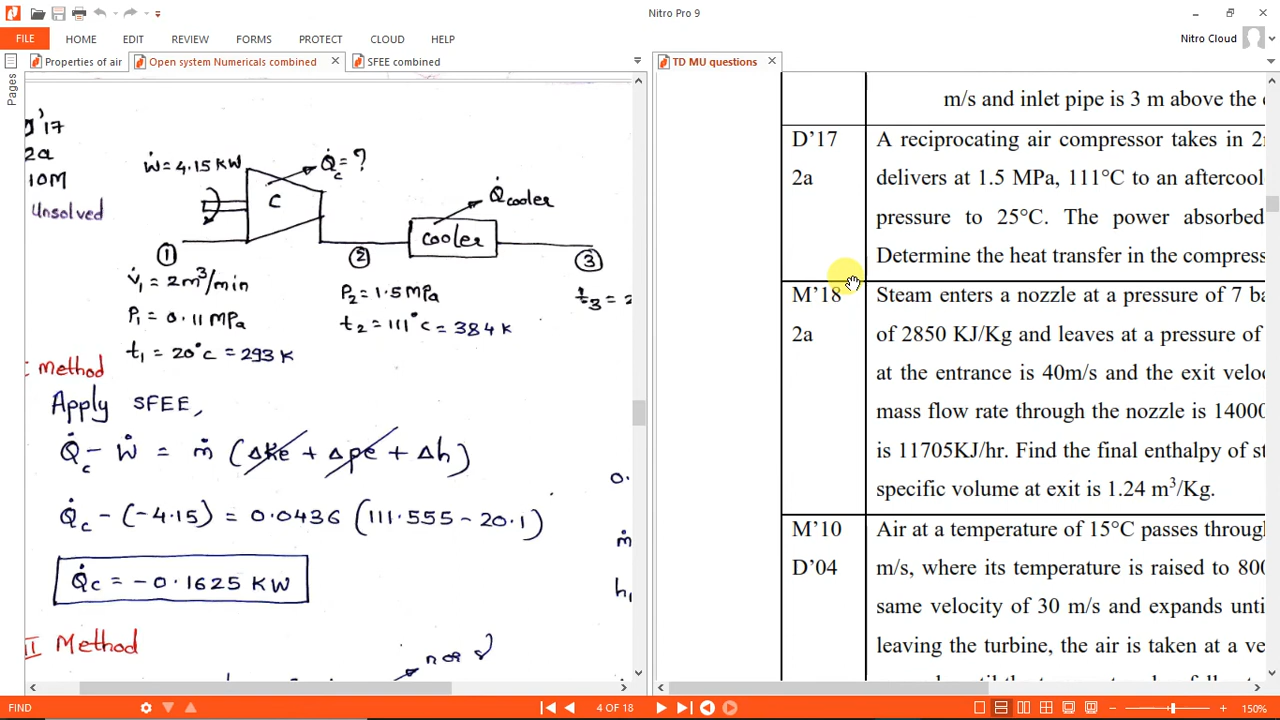 Nitro Pro 9
FILE HOME EDIT REVIEW FORMS PROTECT CLOUD HELP
Nitro Cloud
Pages
Properties of air
Open system Numericals combined
SFEE combined
TD MU questions
D'17
2a
10M
Unsolved
Ẇ = 4.15 KW
Q̇c = ?
C
Q̇cooler
cooler
① ② ③
V̇1 = 2m³/min
P1 = 0.11 MPa
t1 = 20°c = 293 K
P2 = 1.5 MPa
t2 = 111°c = 384 K
t3 = 2
Method
Apply SFEE,
Q̇c - Ẇ = ṁ (Δke + Δpe + Δh)
Q̇c - (-4.15) = 0.0436 (111.555 - 20.1)
Q̇c = -0.1625 KW
II Method
0.
ṁ
h1
m/s and inlet pipe is 3 m above the
D'17
2a
A reciprocating air compressor takes in 2
delivers at 1.5 MPa, 111°C to an aftercool
pressure to 25°C. The power absorbed
Determine the heat transfer in the compress
M'18
2a
Steam enters a nozzle at a pressure of 7 ba
of 2850 KJ/Kg and leaves at a pressure of
at the entrance is 40m/s and the exit velo
mass flow rate through the nozzle is 14000
is 11705KJ/hr. Find the final enthalpy of st
specific volume at exit is 1.24 m³/Kg.
M'10
D'04
Air at a temperature of 15°C passes through
m/s, where its temperature is raised to 800
same velocity of 30 m/s and expands unti
leaving the turbine, the air is taken at a ve
FIND
4 OF 18
150%